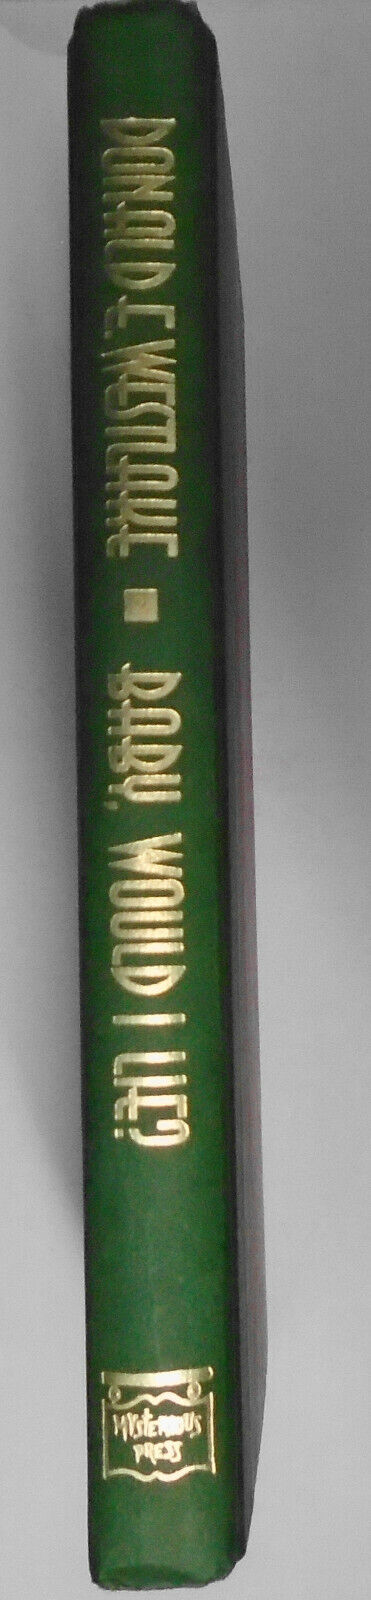 DONALD E. WESTLAKE ■ BABY, WOULD I LIE?
MYSTERIOUS
PRESS